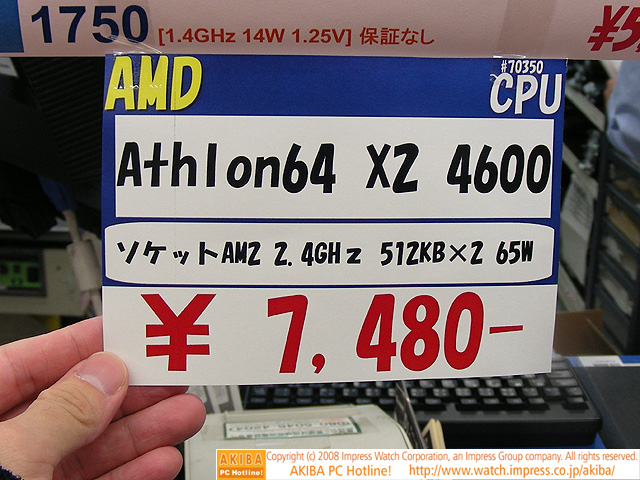 1750 [1.4GHz 14W 1.25V] 保証なし
AMD
#70350
CPU
Athlon64 X2 4600
ソケットAM2 2.4GHz 512KB×2 65W
¥ 7,480-
AKIBA
PC Hotline!
Copyright (c) 2008 Impress Watch Corporation, an Impress Group company. All rights reserved.
AKIBA PC Hotline! http://www.watch.impress.co.jp/akiba/